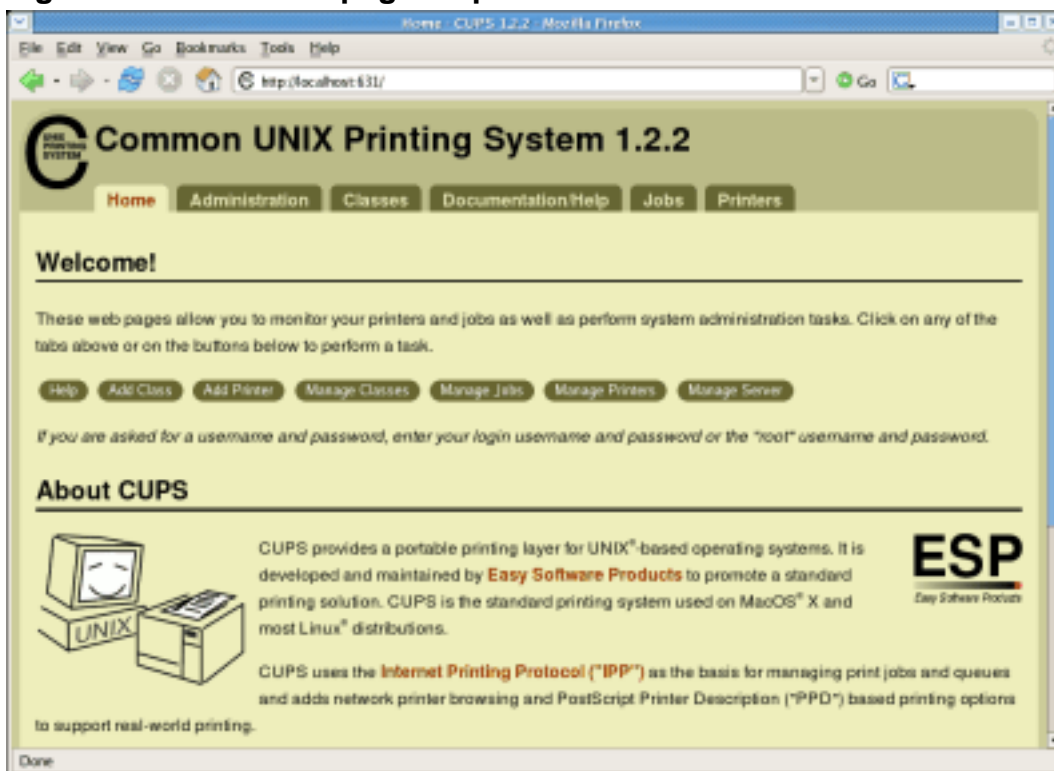 Home - CUPS 1.2.2 - Mozilla Firefox
File Edit View Go Bookmarks Tools Help
http://localhost:631/ Go
UNIX PRINTING SYSTEM
Common UNIX Printing System 1.2.2
Home Administration Classes Documentation/Help Jobs Printers
Welcome!
These web pages allow you to monitor your printers and jobs as well as perform system administration tasks. Click on any of the
tabs above or on the buttons below to perform a task.
Help Add Class Add Printer Manage Classes Manage Jobs Manage Printers Manage Server
If you are asked for a username and password, enter your login username and password or the "root" username and password.
About CUPS
CUPS provides a portable printing layer for UNIX®-based operating systems. It is
developed and maintained by Easy Software Products to promote a standard
printing solution. CUPS is the standard printing system used on MacOS® X and
most Linux® distributions.
UNIX
ESP
Easy Software Products
CUPS uses the Internet Printing Protocol ("IPP") as the basis for managing print jobs and queues
and adds network printer browsing and PostScript Printer Description ("PPD") based printing options
to support real-world printing.
Done